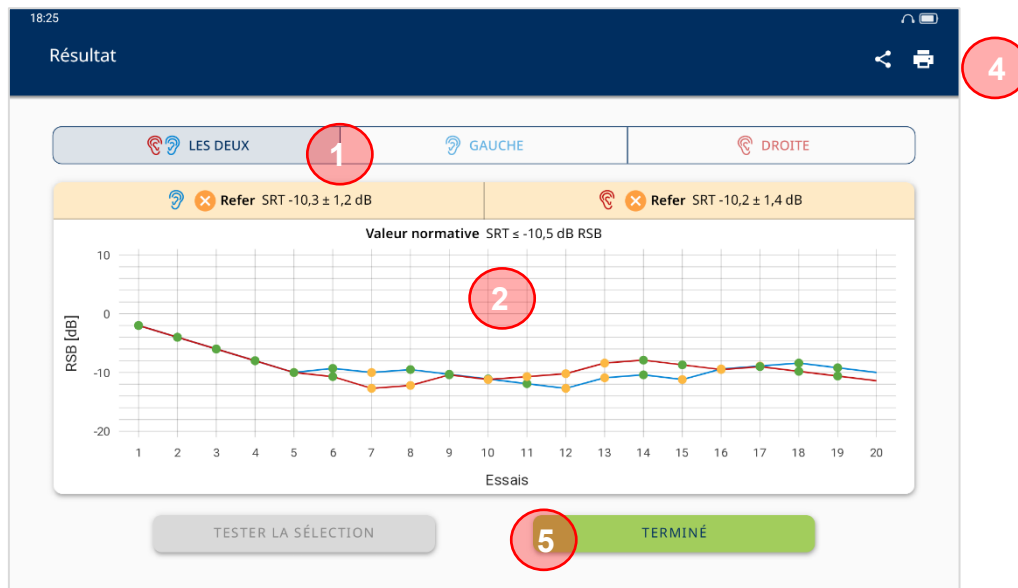 18:25
Résultat
4
LES DEUX
1
GAUCHE
DROITE
Refer SRT -10,3 ± 1,2 dB
Refer SRT -10,2 ± 1,4 dB
Valeur normative SRT ≤ -10,5 dB RSB
2
RSB [dB]
10
0
-10
-20
1 2 3 4 5 6 7 8 9 10 11 12 13 14 15 16 17 18 19 20
Essais
TESTER LA SÉLECTION
5
TERMINÉ